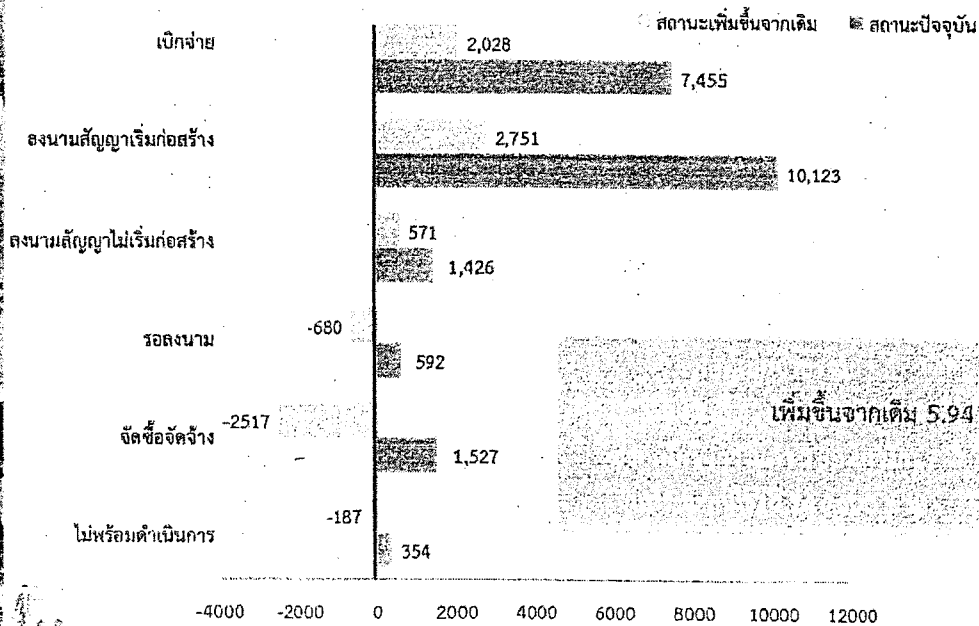 สถานะเพิ่มขึ้นจากเดิม สถานะปัจจุบัน
เบิกจ่าย
2,028
7,455
ลงนามสัญญาเริ่มก่อสร้าง
2,751
10,123
ลงนามสัญญาไม่เริ่มก่อสร้าง
571
1,426
รอลงนาม
-680
592
จัดซื้อจัดจ้าง
-2517
1,527
เพิ่มขึ้นจากเดิม 5.94
ไม่พร้อมดำเนินการ
-187
354
-4000 -2000 0 2000 4000 6000 8000 10000 12000